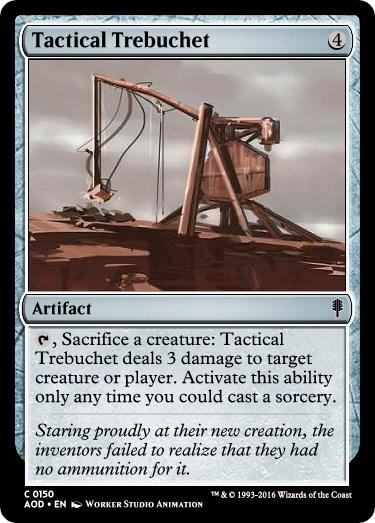 Tactical Trebuchet 4
Artifact
, Sacrifice a creature: Tactical
Trebuchet deals 3 damage to target
creature or player. Activate this ability
only any time you could cast a sorcery.
Staring proudly at their new creation, the
inventors failed to realize that they had
no ammunition for it.
C 0150
AOD • EN Worker Studio Animation
™ & © 1993-2016 Wizards of the Coast